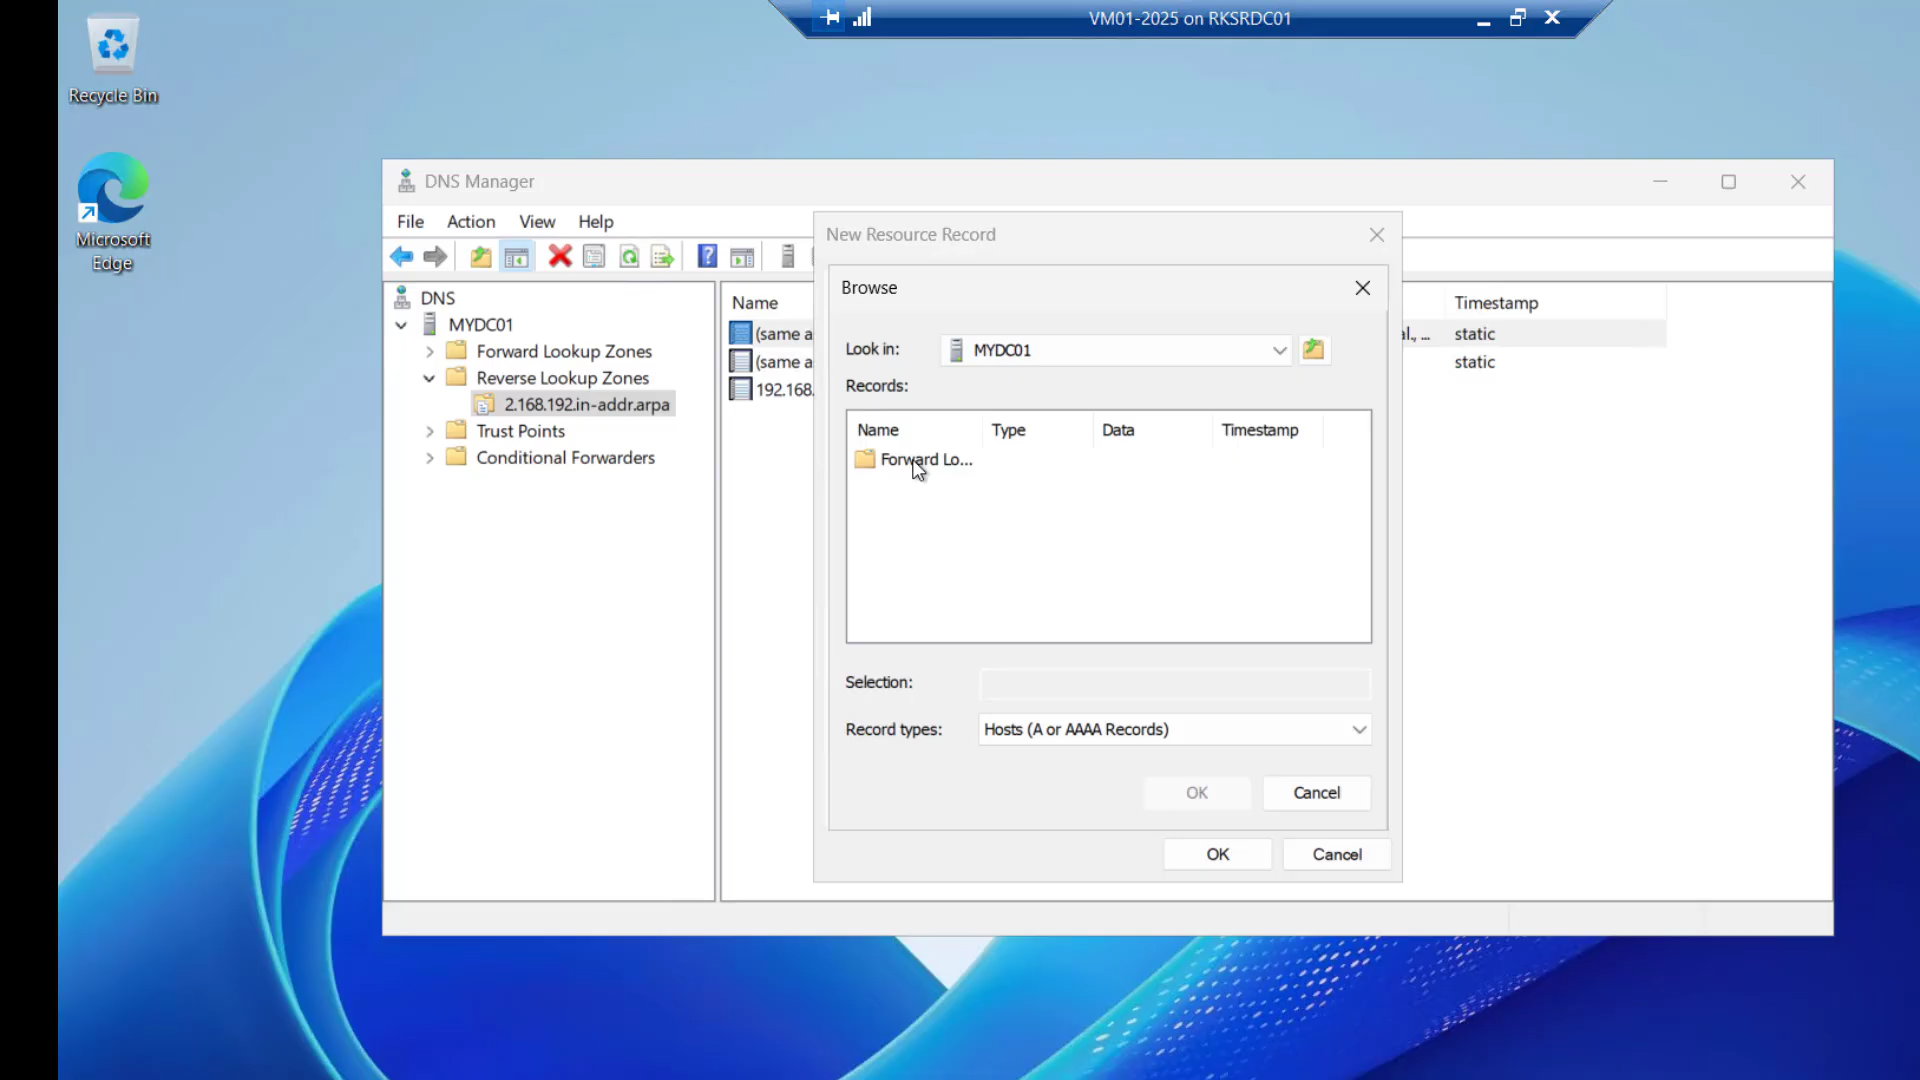 VM01-2025 on RKSRDC01
Recycle Bin
Microsoft
Edge
DNS Manager
File Action View Help
DNS
MYDC01
Forward Lookup Zones
Reverse Lookup Zones
2.168.192.in-addr.arpa
Trust Points
Conditional Forwarders
Name Timestamp
(same a al., ... static
(same a static
192.168.
New Resource Record
Browse
Look in: MYDC01
Records:
Name Type Data Timestamp
Forward Lo...
Selection:
Record types: Hosts (A or AAAA Records)
OK Cancel
OK Cancel